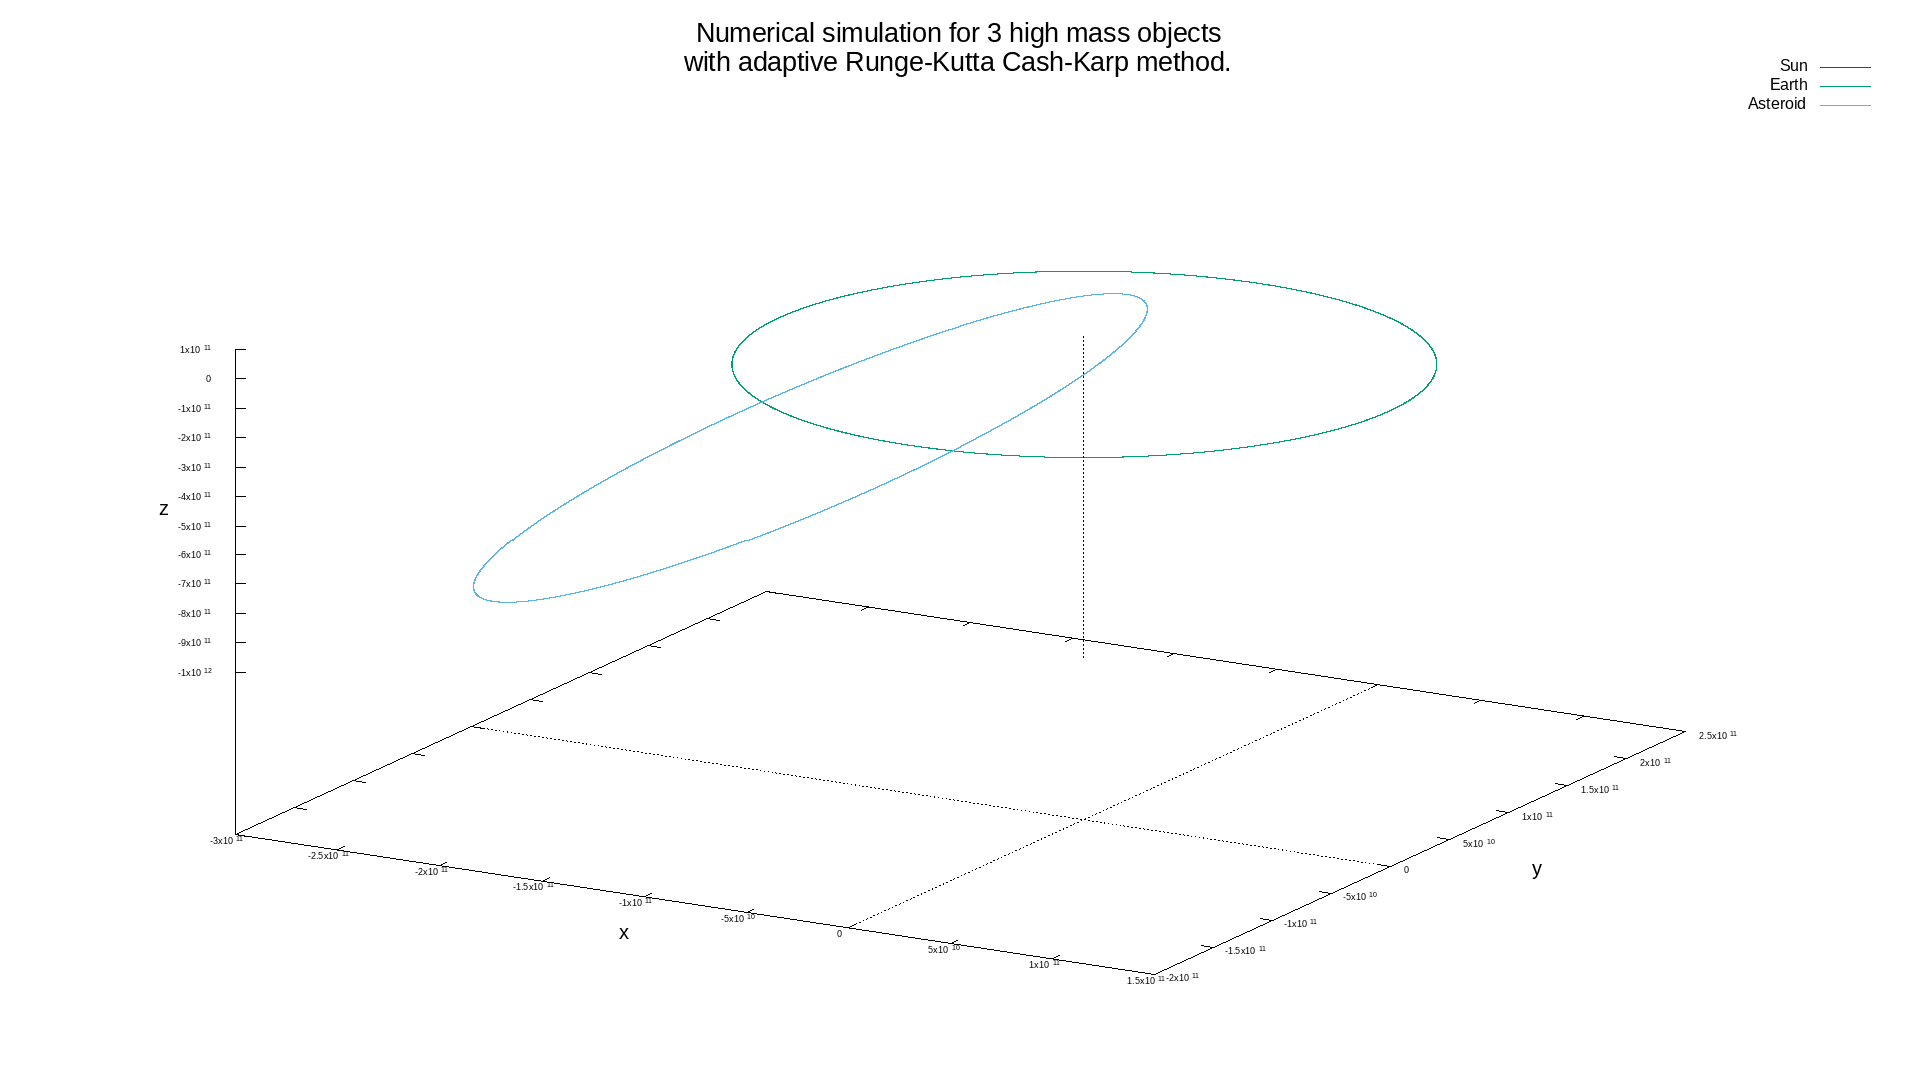 Numerical simulation for 3 high mass objects
with adaptive Runge-Kutta Cash-Karp method.
Sun
Earth
Asteroid
1x10 11
0
-1x10 11
-2x10 11
-3x10 11
-4x10 11
z
-5x10 11
-6x10 11
-7x10 11
-8x10 11
-9x10 11
-1x10 12
-3x10 11
-2.5x10 11
-2x10 11
-1.5x10 11
-1x10 11
-5x10 10
0
5x10 10
1x10 11
1.5x10 11
x
-2x10 11
-1.5x10 11
-1x10 11
-5x10 10
0
5x10 10
1x10 11
1.5x10 11
2x10 11
2.5x10 11
y